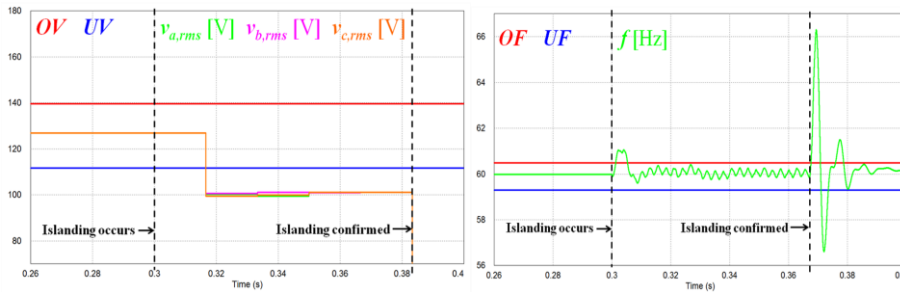 180
160
140
120
100
80
OV UV v_a,rms [V] v_b,rms [V] v_c,rms [V]
Islanding occurs
Islanding confirmed
0.26 0.28 0.3 0.32 0.34 0.36 0.38 0.4
Time (s)
66
64
62
60
58
56
OF UF f [Hz]
Islanding occurs
Islanding confirmed
0.26 0.28 0.3 0.32 0.34 0.36 0.38 0.
Time (s)